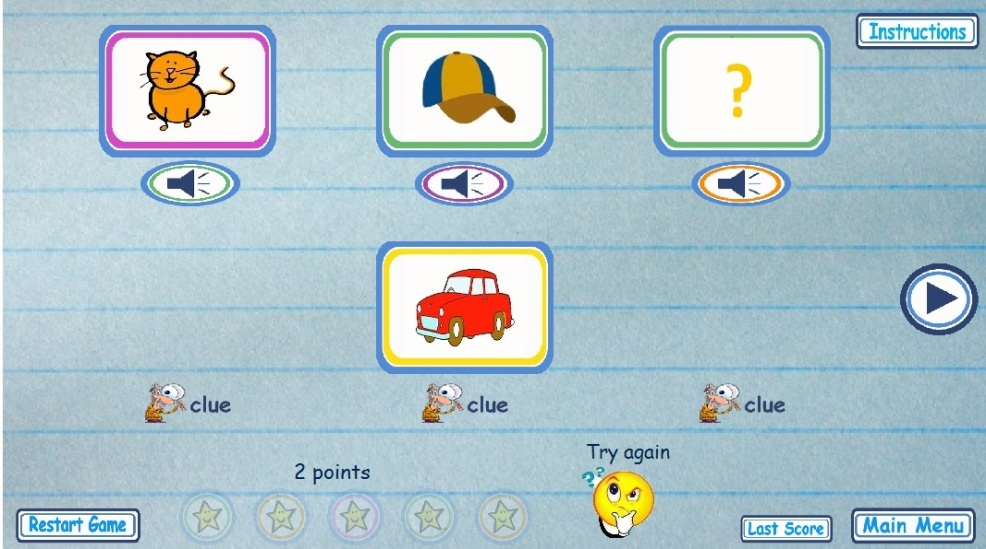 Instructions
?
clue
clue
clue
Try again
2 points
??
Restart Game
Last Score
Main Menu